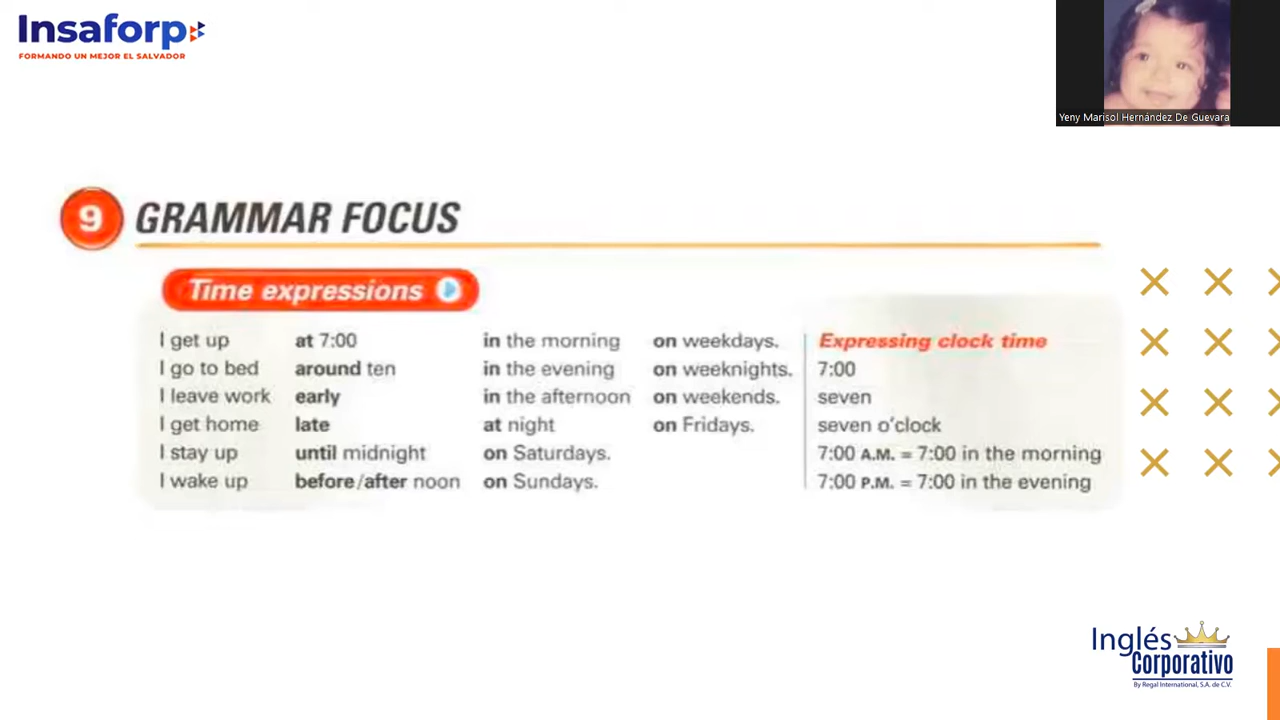 Insaforp
FORMANDO UN MEJOR EL SALVADOR
Yeny Marisol Hernández De Guevara
9 GRAMMAR FOCUS
Time expressions
I get up at 7:00 in the morning on weekdays.
I go to bed around ten in the evening on weeknights.
I leave work early in the afternoon on weekends.
I get home late at night on Fridays.
I stay up until midnight on Saturdays.
I wake up before/after noon on Sundays.
Expressing clock time
7:00
seven
seven o'clock
7:00 A.M. = 7:00 in the morning
7:00 P.M. = 7:00 in the evening
Inglés
Corporativo
By Regal International, S.A. de C.V.